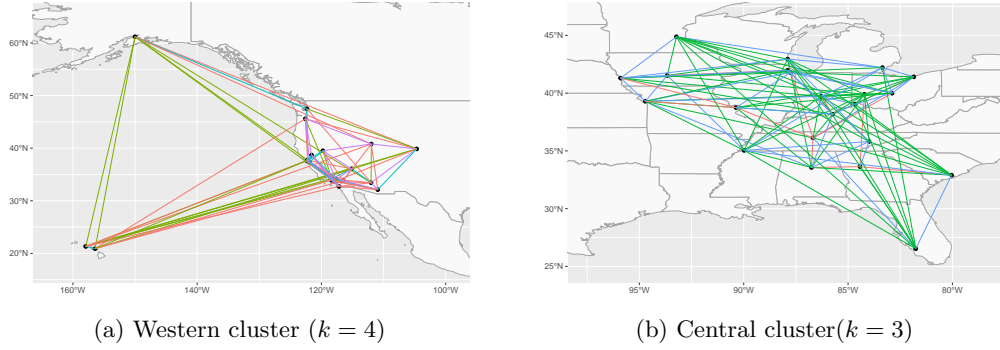 60°N
50°N
40°N
30°N
20°N
160°W 140°W 120°W 100°W
(a) Western cluster (k = 4)
45°N
40°N
35°N
30°N
25°N
95°W 90°W 85°W 80°W
(b) Central cluster(k = 3)